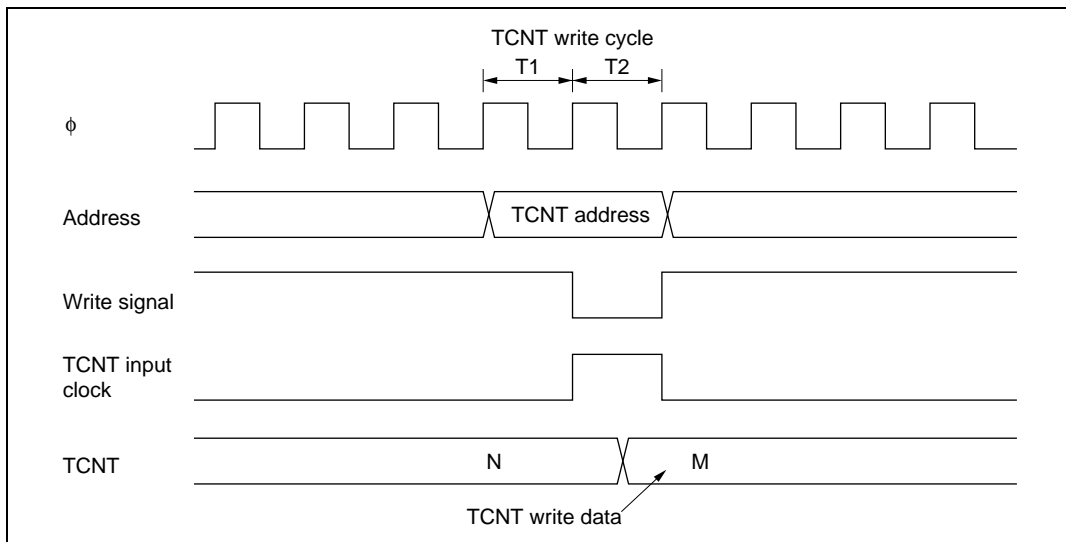 TCNT write cycle
T1 T2
ϕ
Address
TCNT address
Write signal
TCNT input
clock
TCNT
N
M
TCNT write data